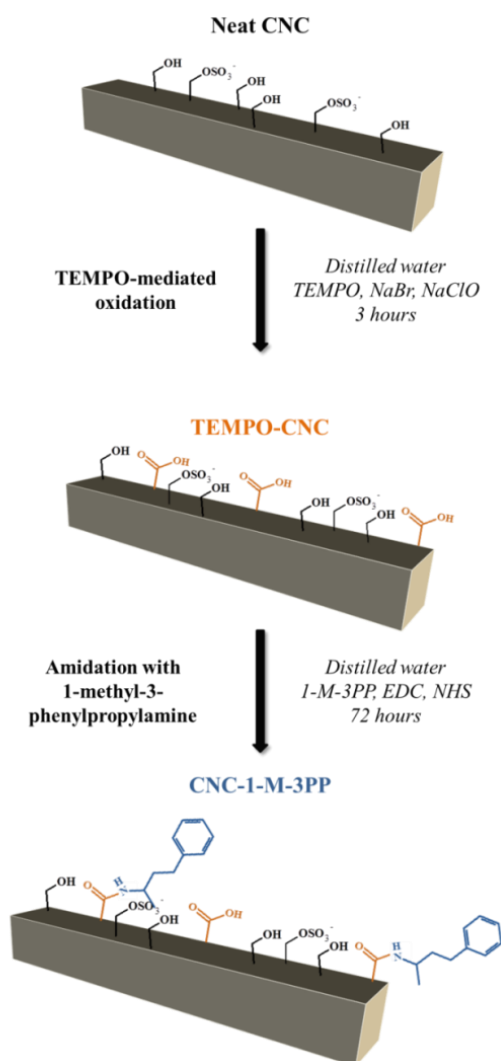 Neat CNC
OH
OSO3-
OH
OH
OSO3-
OH
TEMPO-mediated
oxidation
Distilled water
TEMPO, NaBr, NaClO
3 hours
TEMPO-CNC
OH
O
OH
OSO3-
OH
O
OH
OH
OSO3-
OH
O
OH
Amidation with
1-methyl-3-
phenylpropylamine
Distilled water
1-M-3PP, EDC, NHS
72 hours
CNC-1-M-3PP
OH
O
H
N
OSO3-
OH
O
OH
OH
OSO3-
OH
O
H
N